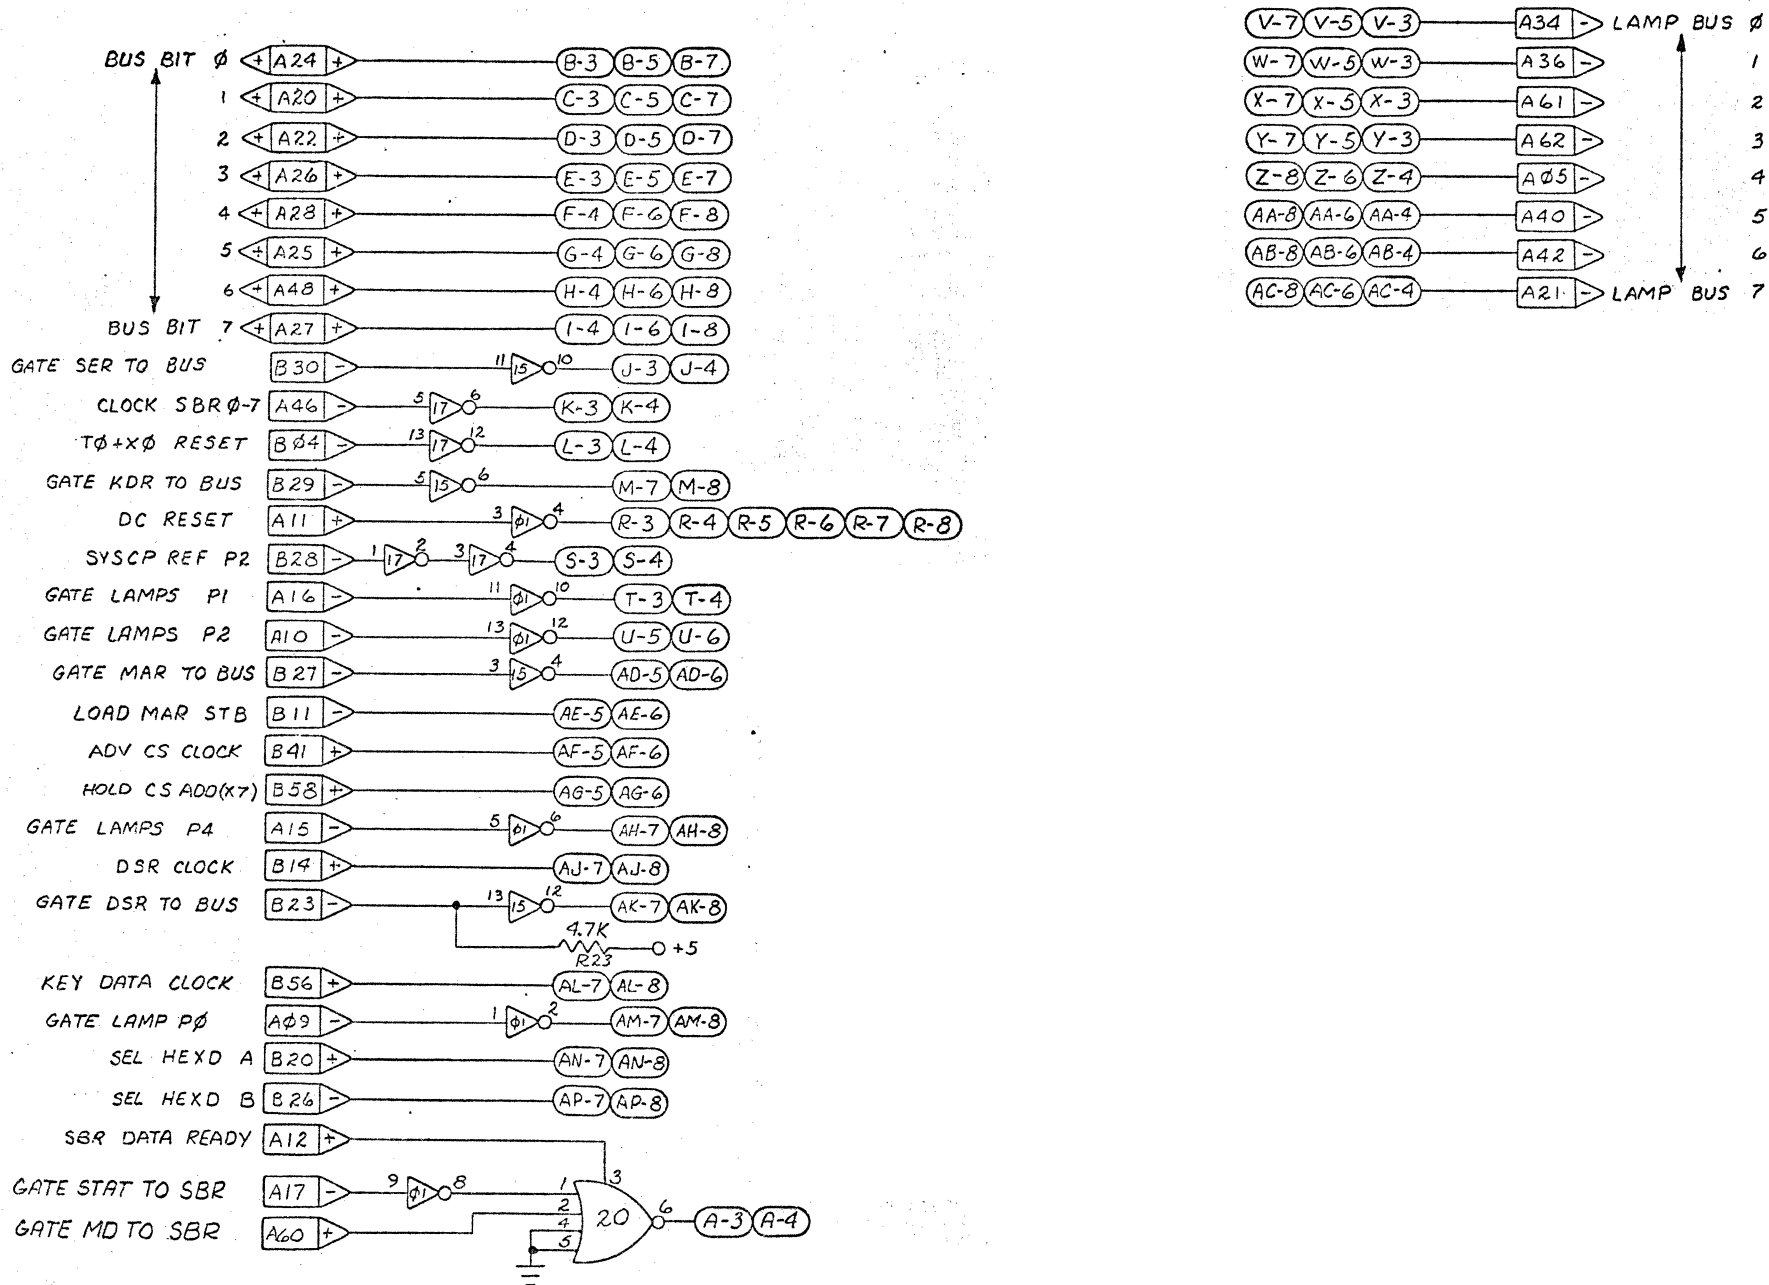 BUS BIT Ø + A24 + B-3 B-5 B-7
1 + A20 + C-3 C-5 C-7
2 + A22 + D-3 D-5 D-7
3 + A26 + E-3 E-5 E-7
4 + A28 + F-4 F-6 F-8
5 + A25 + G-4 G-6 G-8
6 + A48 + H-4 H-6 H-8
BUS BIT 7 + A27 + I-4 I-6 I-8
GATE SER TO BUS B30 - 11 15 10 J-3 J-4
CLOCK SBRØ-7 A46 - 5 17 6 K-3 K-4
TØ+XØ RESET BØ4 - 13 17 12 L-3 L-4
GATE KDR TO BUS B29 - 5 15 6 M-7 M-8
DC RESET A11 + 3 Ø1 4 R-3 R-4 R-5 R-6 R-7 R-8
SYSCP REF P2 B28 - 1 17 2 3 17 4 S-3 S-4
GATE LAMPS P1 A16 - 11 Ø1 10 T-3 T-4
GATE LAMPS P2 A10 - 13 Ø1 12 U-5 U-6
GATE MAR TO BUS B27 - 3 15 4 AD-5 AD-6
LOAD MAR STB B11 - AE-5 AE-6
ADV CS CLOCK B41 + AF-5 AF-6
HOLD CS ADD(X7) B58 + AG-5 AG-6
GATE LAMPS P4 A15 - 5 Ø1 6 AH-7 AH-8
DSR CLOCK B14 + AJ-7 AJ-8
GATE DSR TO BUS B23 - 13 15 12 AK-7 AK-8
4.7K
+5
R23
KEY DATA CLOCK B56 + AL-7 AL-8
GATE LAMP PØ AØ9 - 1 Ø1 2 AM-7 AM-8
SEL HEXD A B20 + AN-7 AN-8
SEL HEXD B B26 - AP-7 AP-8
SBR DATA READY A12 +
3
GATE STAT TO SBR A17 - 9 Ø1 8 1
2
GATE MD TO SBR A60 + 4 20 6 A-3 A-4
5
V-7 V-5 V-3 A34 - LAMP BUS Ø
W-7 W-5 W-3 A36 - 1
X-7 X-5 X-3 A61 - 2
Y-7 Y-5 Y-3 A62 - 3
Z-8 Z-6 Z-4 AØ5 - 4
AA-8 AA-6 AA-4 A40 - 5
AB-8 AB-6 AB-4 A42 - 6
AC-8 AC-6 AC-4 A21 - LAMP BUS 7